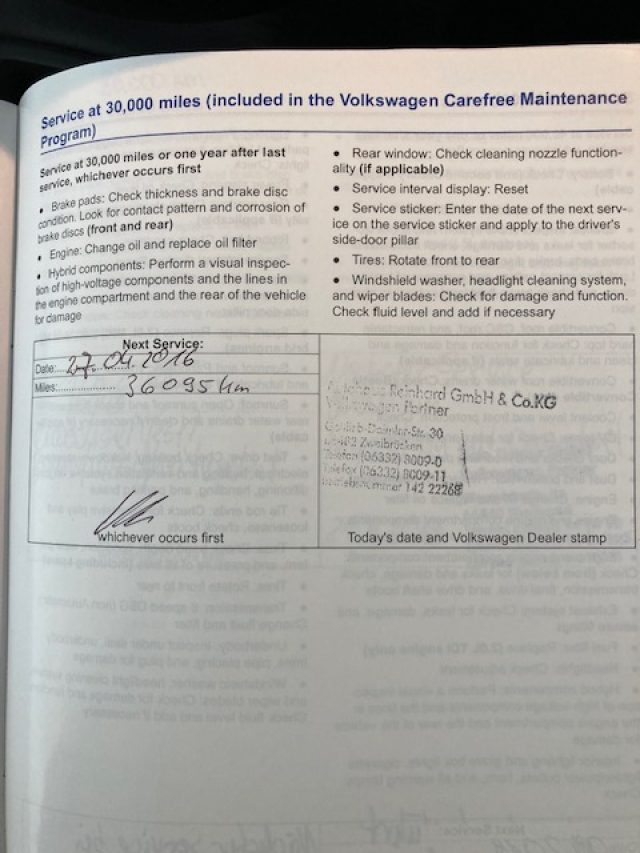 Service at 30,000 miles (included in the Volkswagen Carefree Maintenance
Program)
Service at 30,000 miles or one year after last
service, whichever occurs first
• Brake pads: Check thickness and brake disc
condition. Look for contact pattern and corrosion of
brake discs (front and rear)
• Engine: Change oil and replace oil filter
• Hybrid components: Perform a visual inspec-
tion of high-voltage components and the lines in
the engine compartment and the rear of the vehicle
for damage
• Rear window: Check cleaning nozzle function-
ality (if applicable)
• Service interval display: Reset
• Service sticker: Enter the date of the next serv-
ice on the service sticker and apply to the driver's
side-door pillar
• Tires: Rotate front to rear
• Windshield washer, headlight cleaning system,
and wiper blades: Check for damage and function.
Check fluid level and add if necessary
Next Service:
Date: 27.04.2016
Miles: 36095 km
whichever occurs first
Autohaus Reinhard GmbH & Co.KG
Volkswagen Partner
Gottlieb-Daimler-Str. 30
Zweibrücken
Telefon (06332) 8009-0
Telefax (06332) 8009-11
142 22268
Today's date and Volkswagen Dealer stamp